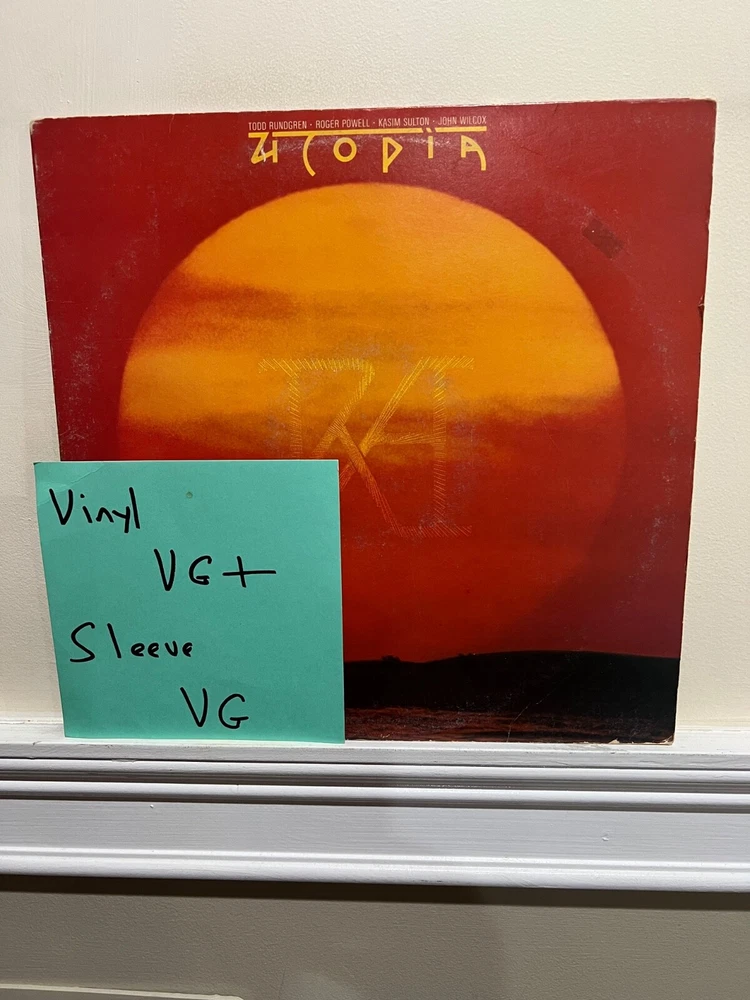 TODD RUNDGREN • ROGER POWELL • KASIM SULTON • JOHN WILCOX
UTOPIA
RA
Vinyl
VG+
Sleeve
VG